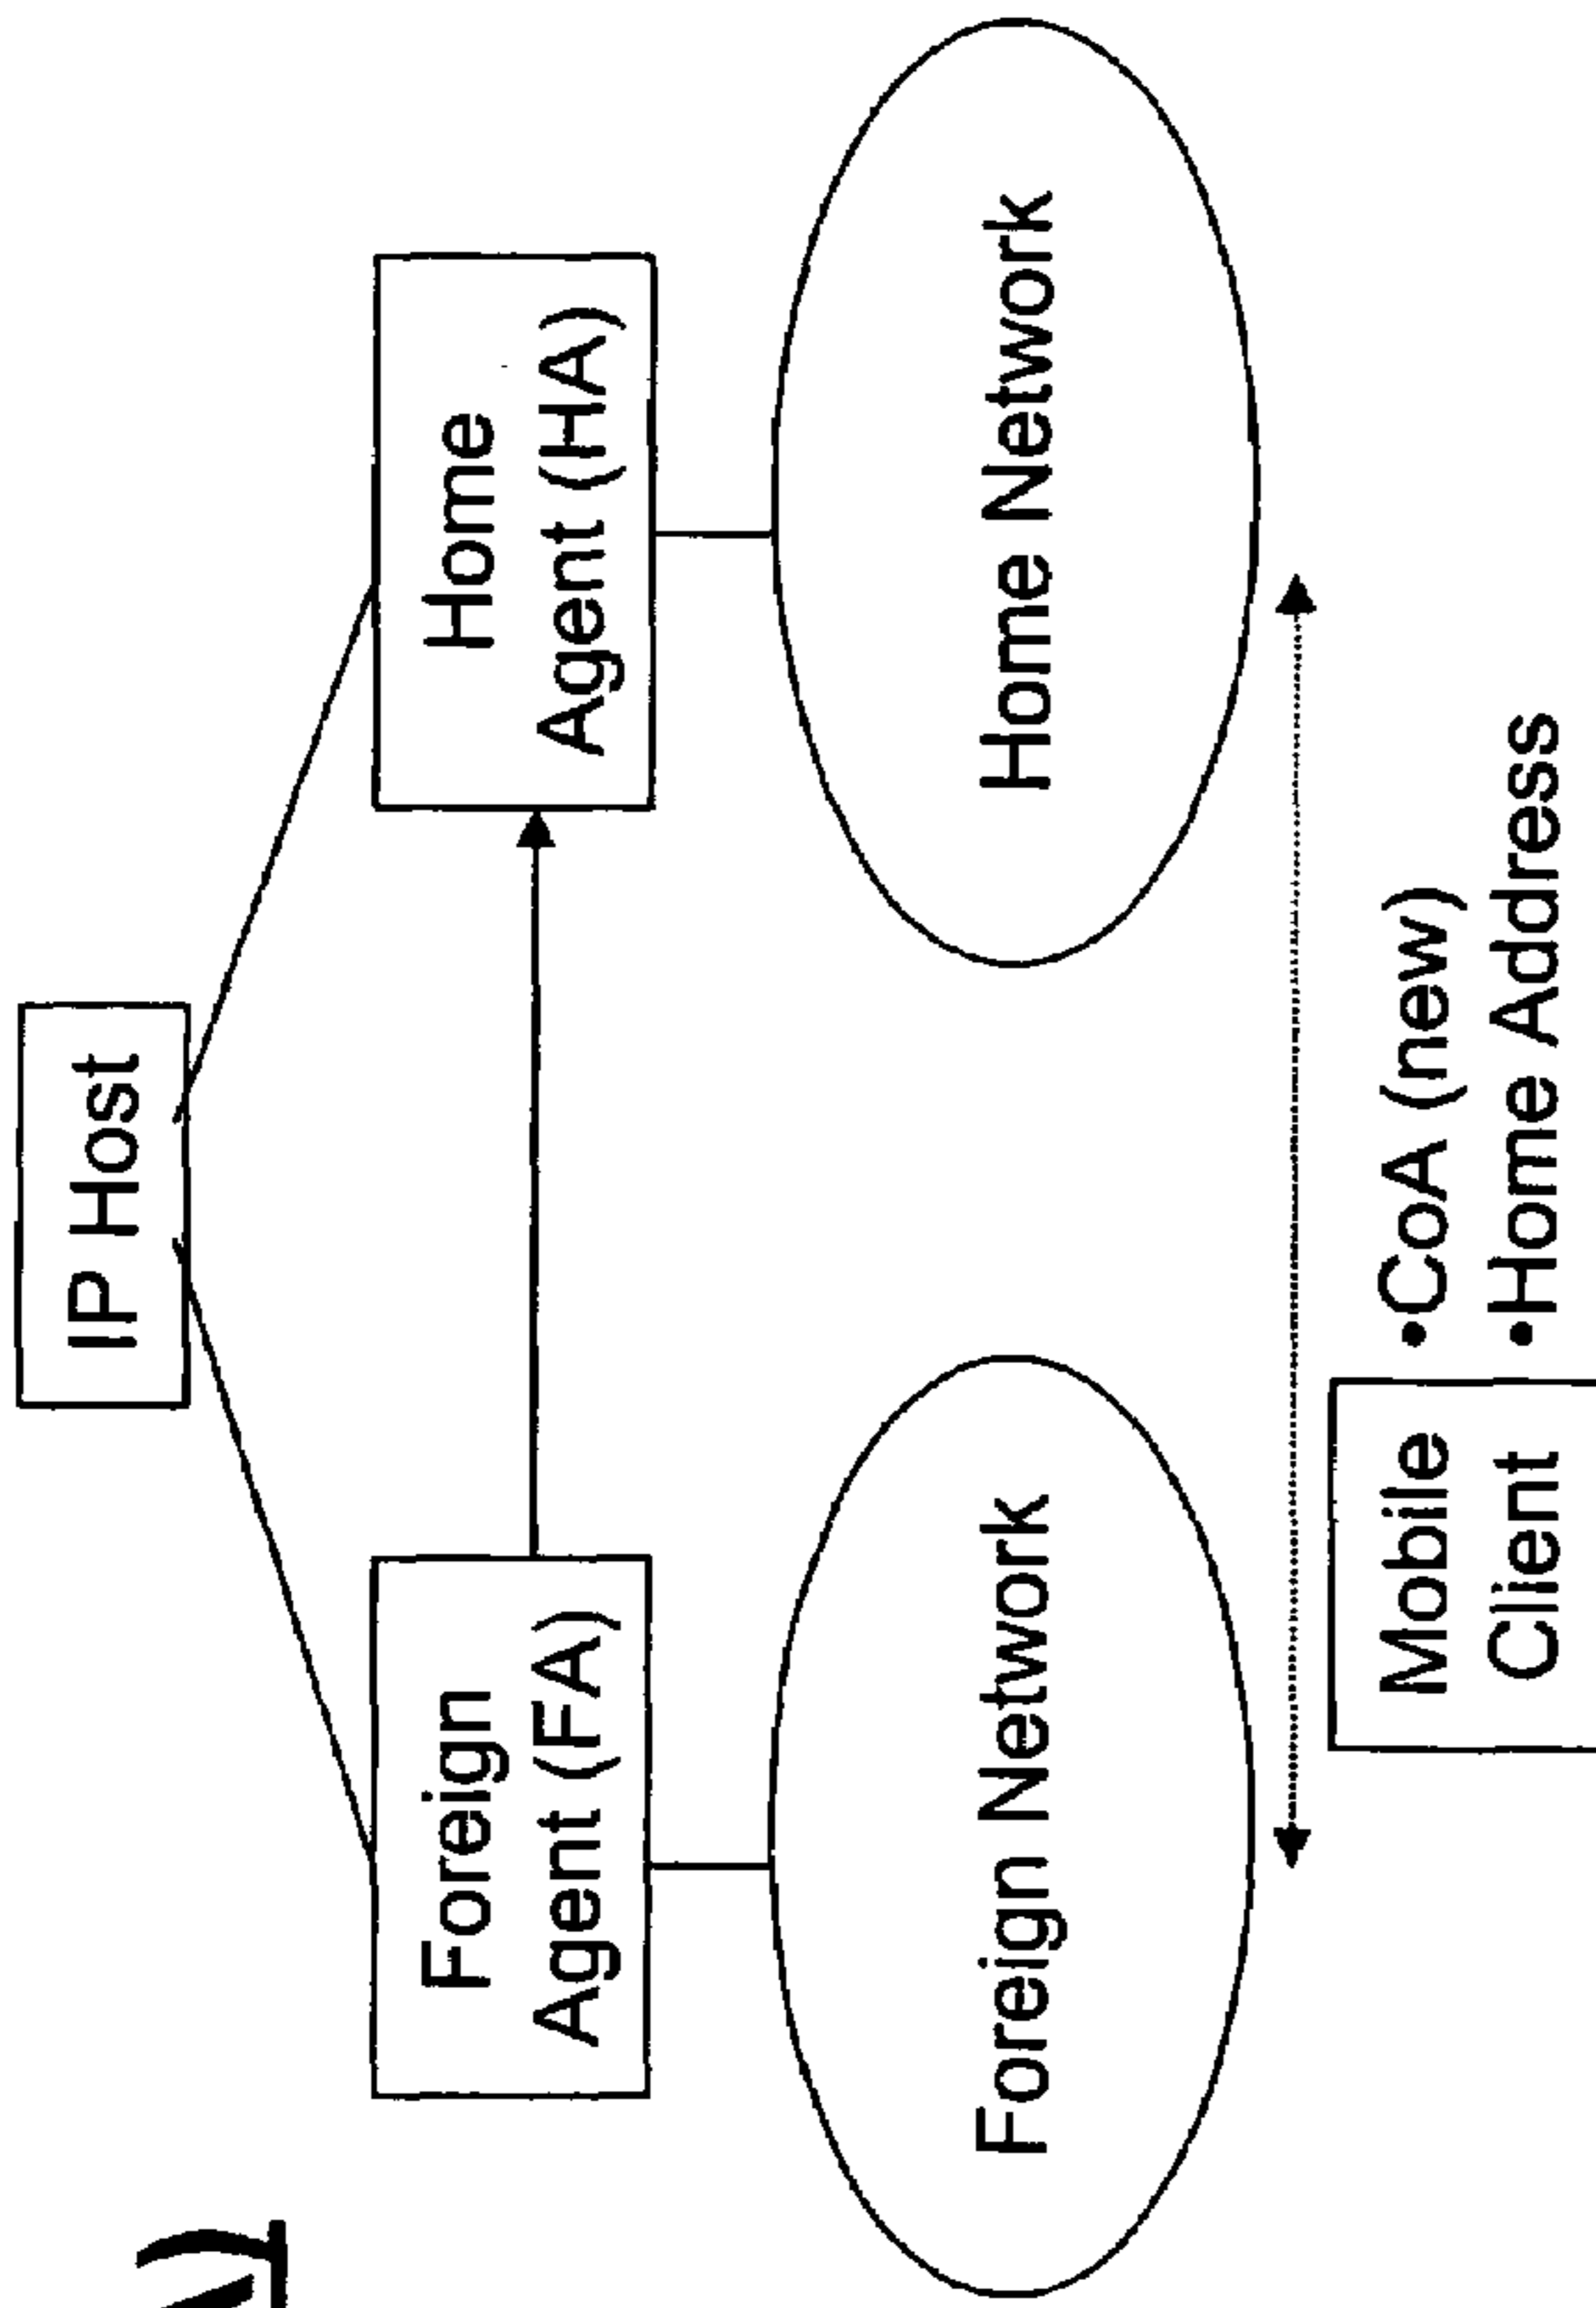 IP Host
Foreign
Agent (FA)
Home
Agent (HA)
Foreign Network
Home Network
Mobile
Client
•CoA (new)
•Home Address